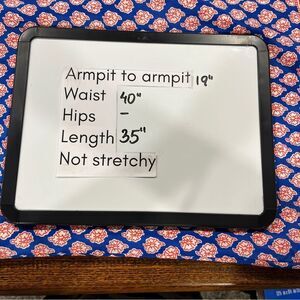 Armpit to armpit 19"
Waist 40"
Hips -
Length 35"
Not stretchy